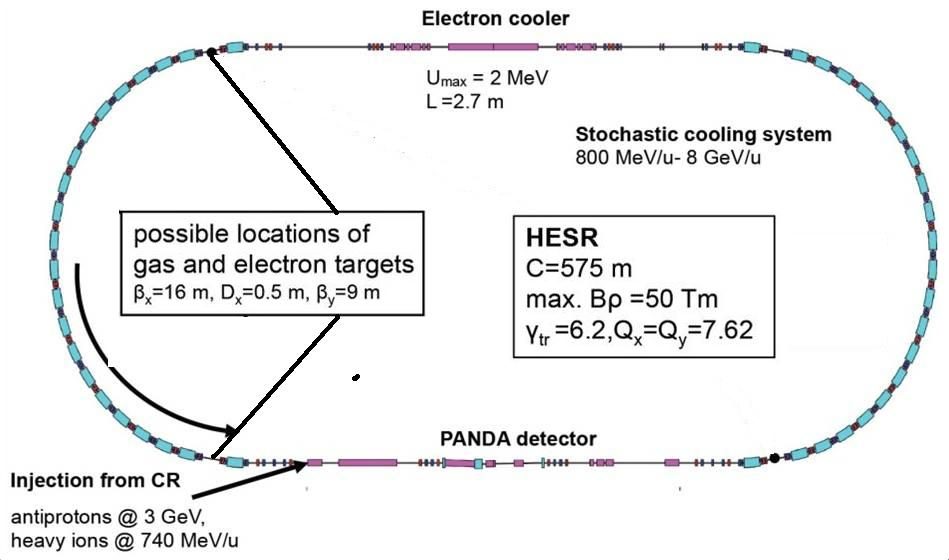 Electron cooler
Umax = 2 MeV
L =2.7 m
Stochastic cooling system
800 MeV/u- 8 GeV/u
possible locations of
gas and electron targets
βx=16 m, Dx=0.5 m, βy=9 m
HESR
C=575 m
max. Bρ =50 Tm
γtr =6.2,Qx=Qy=7.62
PANDA detector
Injection from CR
antiprotons @ 3 GeV,
heavy ions @ 740 MeV/u